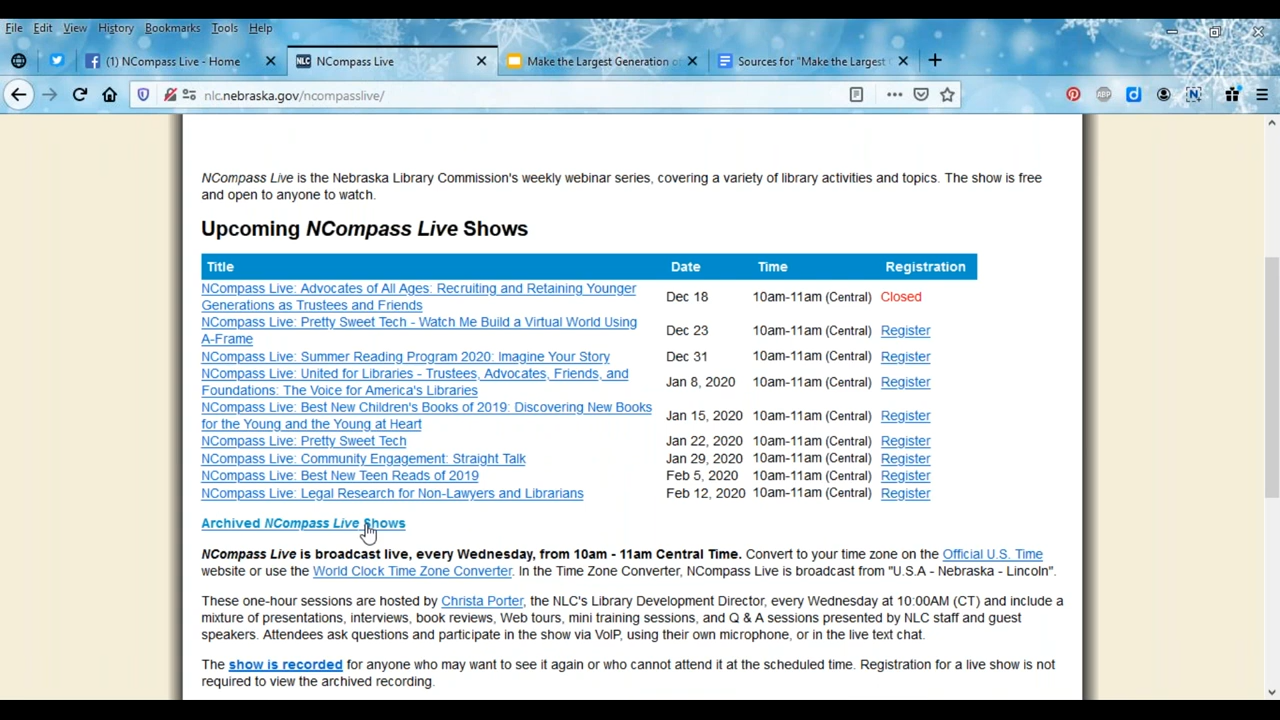 File Edit View History Bookmarks Tools Help
(1) NCompass Live - Home
NLC NCompass Live
Make the Largest Generation of
Sources for "Make the Largest
nlc.nebraska.gov/ncompasslive/
NCompass Live is the Nebraska Library Commission's weekly webinar series, covering a variety of library activities and topics. The show is free
and open to anyone to watch.
Upcoming NCompass Live Shows
Title Date Time Registration
NCompass Live: Advocates of All Ages: Recruiting and Retaining Younger
Generations as Trustees and Friends
Dec 18 10am-11am (Central) Closed
NCompass Live: Pretty Sweet Tech - Watch Me Build a Virtual World Using
A-Frame
Dec 23 10am-11am (Central) Register
NCompass Live: Summer Reading Program 2020: Imagine Your Story Dec 31 10am-11am (Central) Register
NCompass Live: United for Libraries - Trustees, Advocates, Friends, and
Foundations: The Voice for America's Libraries
Jan 8, 2020 10am-11am (Central) Register
NCompass Live: Best New Children's Books of 2019: Discovering New Books
for the Young and the Young at Heart
Jan 15, 2020 10am-11am (Central) Register
NCompass Live: Pretty Sweet Tech Jan 22, 2020 10am-11am (Central) Register
NCompass Live: Community Engagement: Straight Talk Jan 29, 2020 10am-11am (Central) Register
NCompass Live: Best New Teen Reads of 2019 Feb 5, 2020 10am-11am (Central) Register
NCompass Live: Legal Research for Non-Lawyers and Librarians Feb 12, 2020 10am-11am (Central) Register
Archived NCompass Live Shows
NCompass Live is broadcast live, every Wednesday, from 10am - 11am Central Time. Convert to your time zone on the Official U.S. Time
website or use the World Clock Time Zone Converter. In the Time Zone Converter, NCompass Live is broadcast from "U.S.A - Nebraska - Lincoln".
These one-hour sessions are hosted by Christa Porter, the NLC's Library Development Director, every Wednesday at 10:00AM (CT) and include a
mixture of presentations, interviews, book reviews, Web tours, mini training sessions, and Q & A sessions presented by NLC staff and guest
speakers. Attendees ask questions and participate in the show via VoIP, using their own microphone, or in the live text chat.
The show is recorded for anyone who may want to see it again or who cannot attend it at the scheduled time. Registration for a live show is not
required to view the archived recording.